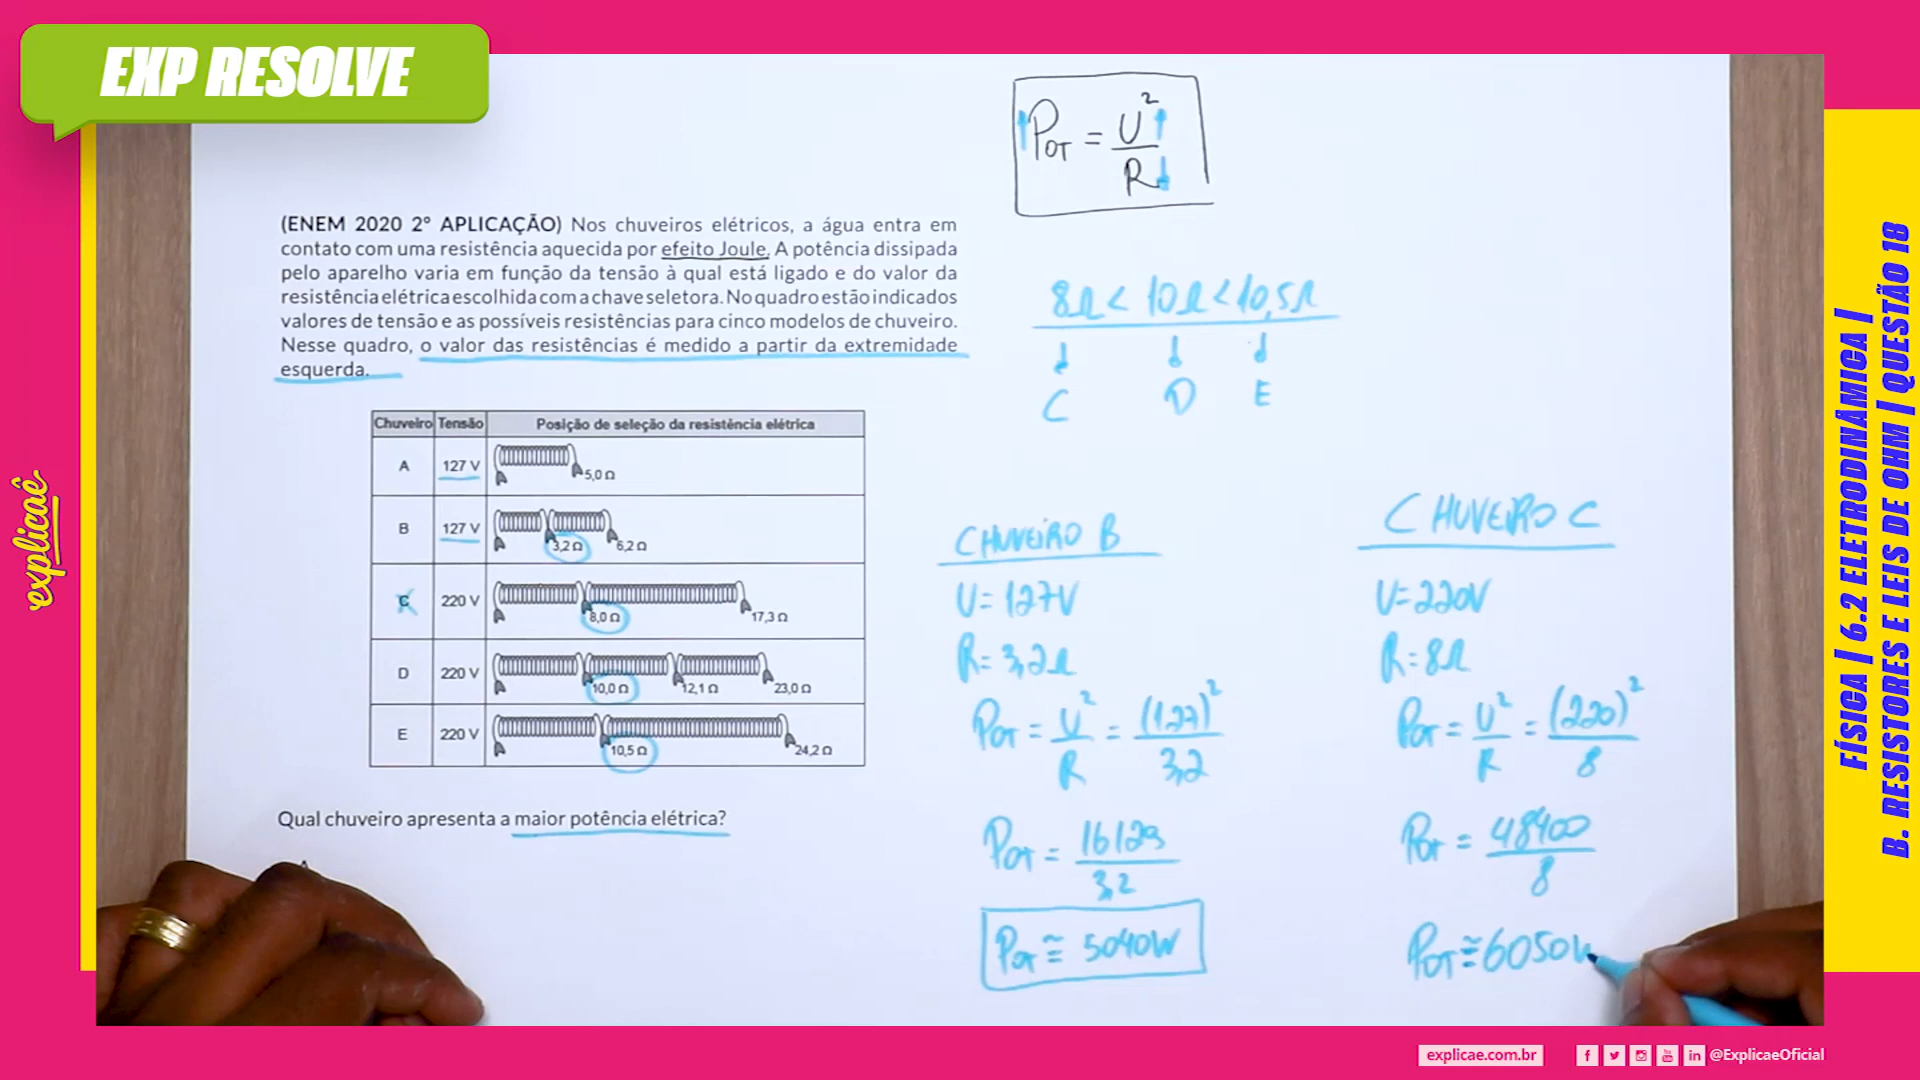 EXP RESOLVE
Pot = U²
R
(ENEM 2020 2º APLICAÇÃO) Nos chuveiros elétricos, a água entra em
contato com uma resistência aquecida por efeito Joule. A potência dissipada
pelo aparelho varia em função da tensão à qual está ligado e do valor da
resistência elétrica escolhida com a chave seletora. No quadro estão indicados
valores de tensão e as possíveis resistências para cinco modelos de chuveiro.
Nesse quadro, o valor das resistências é medido a partir da extremidade
esquerda.
Chuveiro Tensão Posição de seleção da resistência elétrica
A 127 V 5,0 Ω
B 127 V 3,2 Ω 6,2 Ω
C 220 V 8,0 Ω 17,3 Ω
D 220 V 10,0 Ω 12,1 Ω 23,0 Ω
E 220 V 10,5 Ω 24,2 Ω
Qual chuveiro apresenta a maior potência elétrica?
A
8Ω < 10Ω < 10,5Ω
C D E
CHUVEIRO B
U = 127V
R = 3,2Ω
Pot = U² = (127)²
R 3,2
Pot = 16129
3,2
Pot ≅ 5040W
CHUVEIRO C
U = 220V
R = 8Ω
Pot = U² = (220)²
R 8
Pot = 48400
8
Pot ≅ 6050W
explicaê
FÍSICA | 6.2 ELETRODINÂMICA |
B. RESISTORES E LEIS DE OHM | QUESTÃO 18
explicae.com.br
@ExplicaeOficial